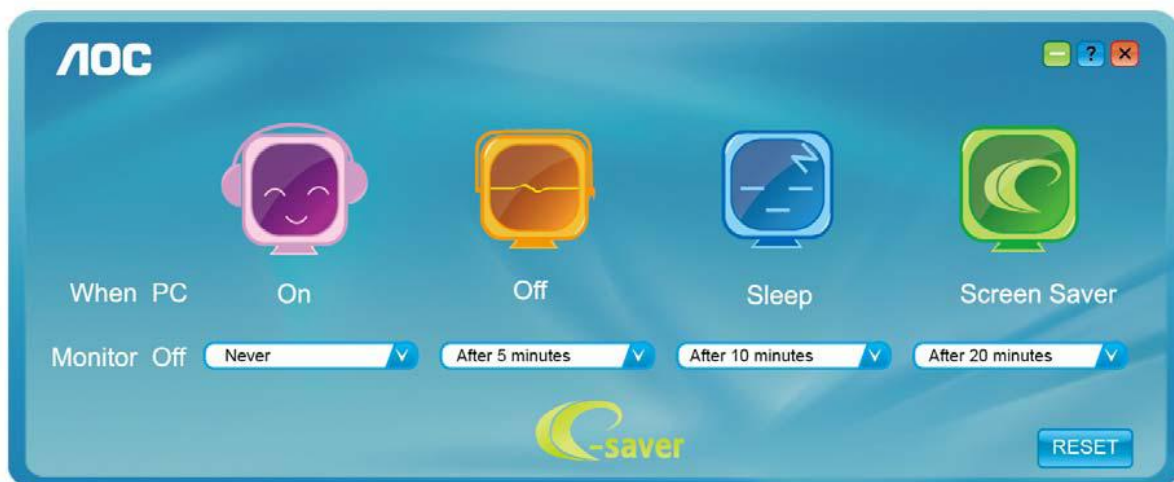 AOC
?
When PC On Off Sleep Screen Saver
Monitor Off Never After 5 minutes After 10 minutes After 20 minutes
e-saver
RESET